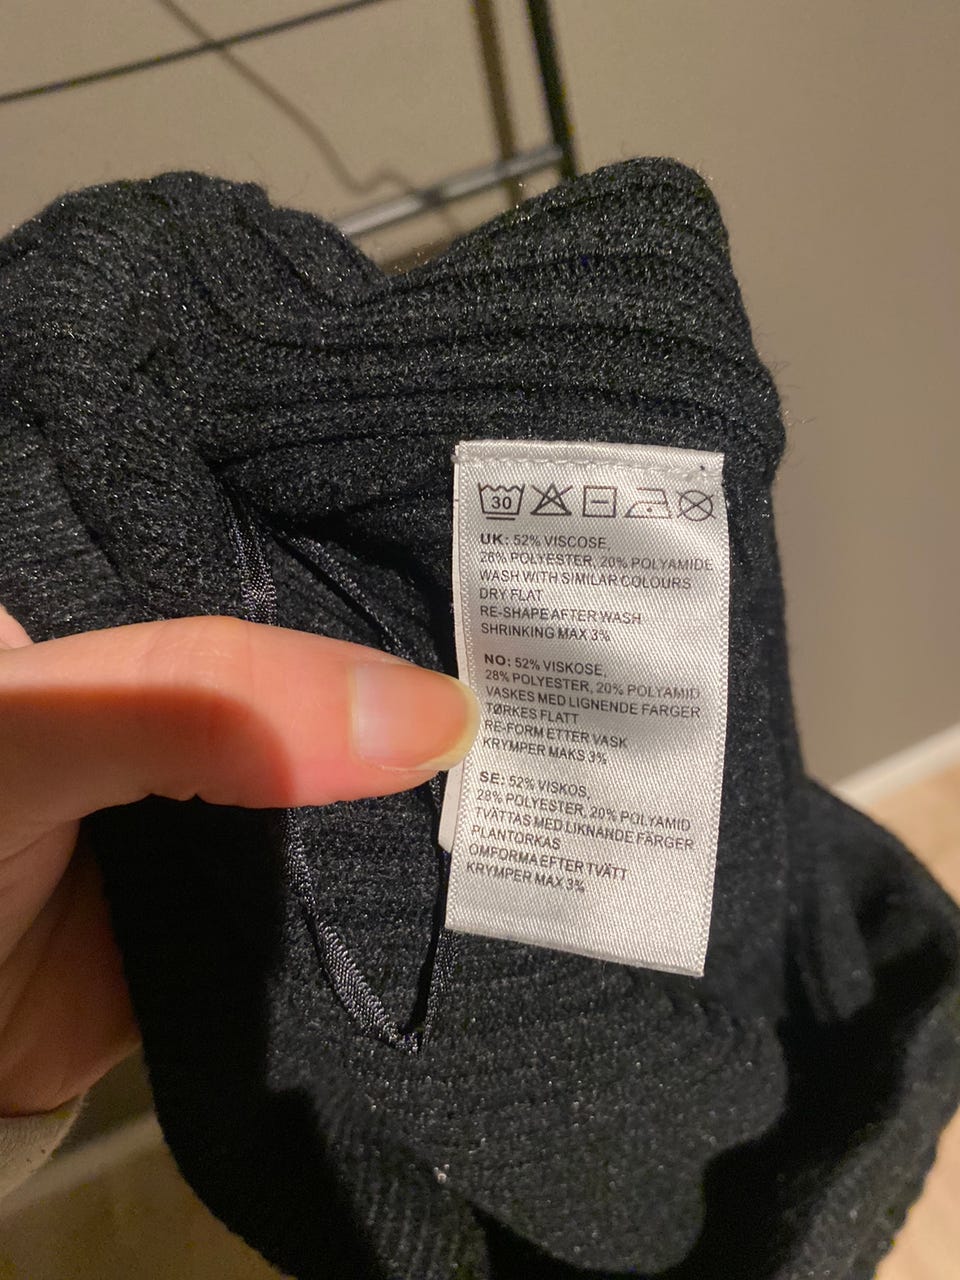 30
UK: 52% VISCOSE,
28% POLYESTER, 20% POLYAMIDE
WASH WITH SIMILAR COLOURS
DRY FLAT
RE-SHAPE AFTER WASH
SHRINKING MAX 3%
NO: 52% VISKOSE,
28% POLYESTER, 20% POLYAMID
VASKES MED LIGNENDE FARGER
TØRKES FLATT
RE-FORM ETTER VASK
KRYMPER MAKS 3%
SE: 52% VISKOS,
28% POLYESTER, 20% POLYAMID
TVÄTTAS MED LIKNANDE FÄRGER
PLANTORKAS
OMFORMA EFTER TVÄTT
KRYMPER MAX 3%